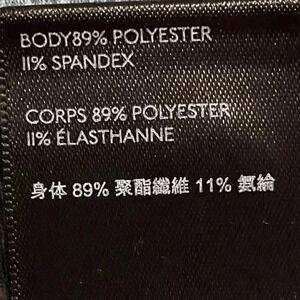 BODY89% POLYESTER
11% SPANDEX
CORPS 89% POLYESTER
11% ÉLASTHANNE
身体 89% 聚酯纖維 11% 氨綸